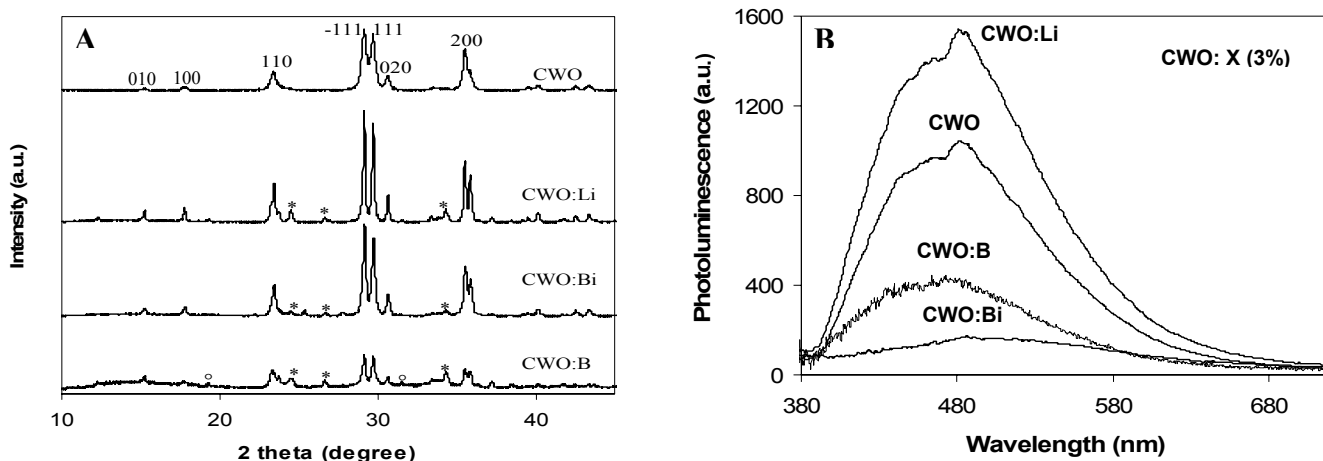 A
-111
111
200
110
020
010
100
CWO
*
*
*
CWO:Li
*
*
*
CWO:Bi
o
*
*
o
*
CWO:B
10
20
30
40
2 theta (degree)
Intensity (a.u.)
B
1600
1200
800
400
0
CWO:Li
CWO: X (3%)
CWO
CWO:B
CWO:Bi
380
480
580
680
Wavelength (nm)
Photoluminescence (a.u.)